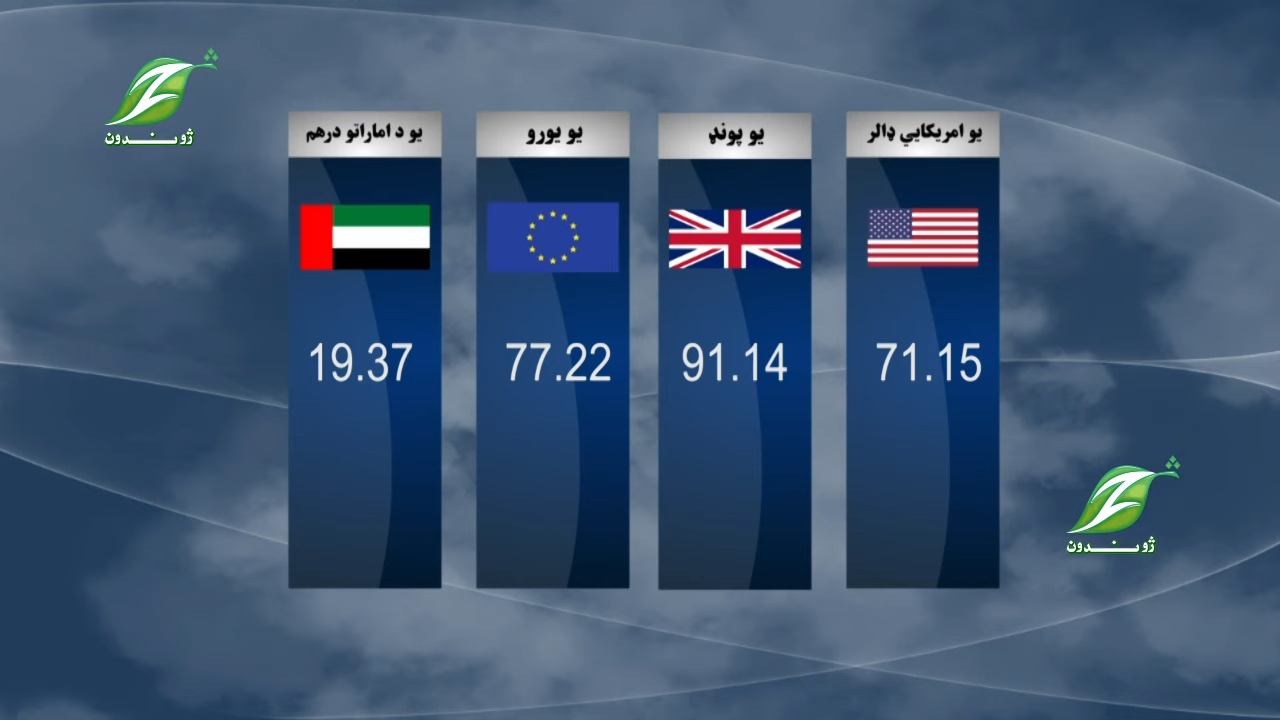 ژوندون
یو امریکایي ډالر
یو پونډ
یو یورو
یو د اماراتو درهم
71.15
91.14
77.22
19.37
ژوندون